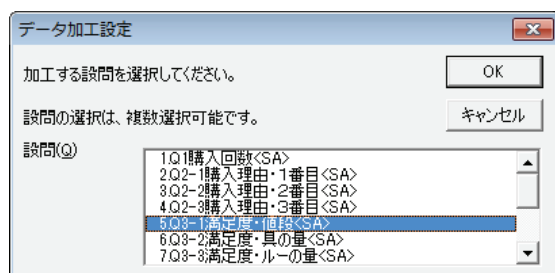 データ加工設定
加工する設問を選択してください。
OK
設問の選択は、複数選択可能です。
キャンセル
設問(Q)
1.Q1購入回数<SA>
2.Q2-1購入理由・1番目<SA>
3.Q2-2購入理由・2番目<SA>
4.Q2-3購入理由・3番目<SA>
5.Q3-1満足度・値段<SA>
6.Q3-2満足度・具の量<SA>
7.Q3-3満足度・ルーの量<SA>